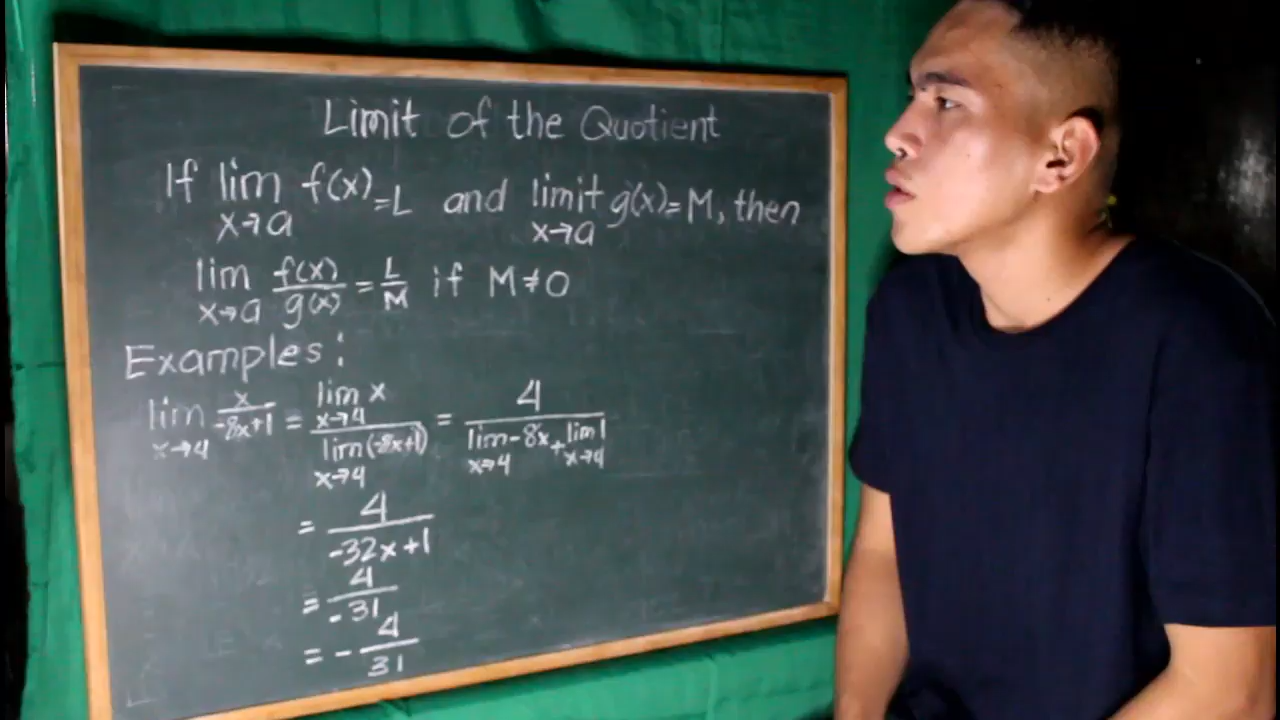 Limit of the Quotient
If lim x→a f(x) = L and limit x→a g(x) = M, then
lim x→a f(x)/g(x) = L/M if M ≠ 0
Examples:
lim x→4 x/-8x+1 = lim x→4 x / lim x→4 (-8x+1) = 4 / lim x→4 -8x + lim x→4 1
= 4/-32x+1
= 4/-31
= - 4/31